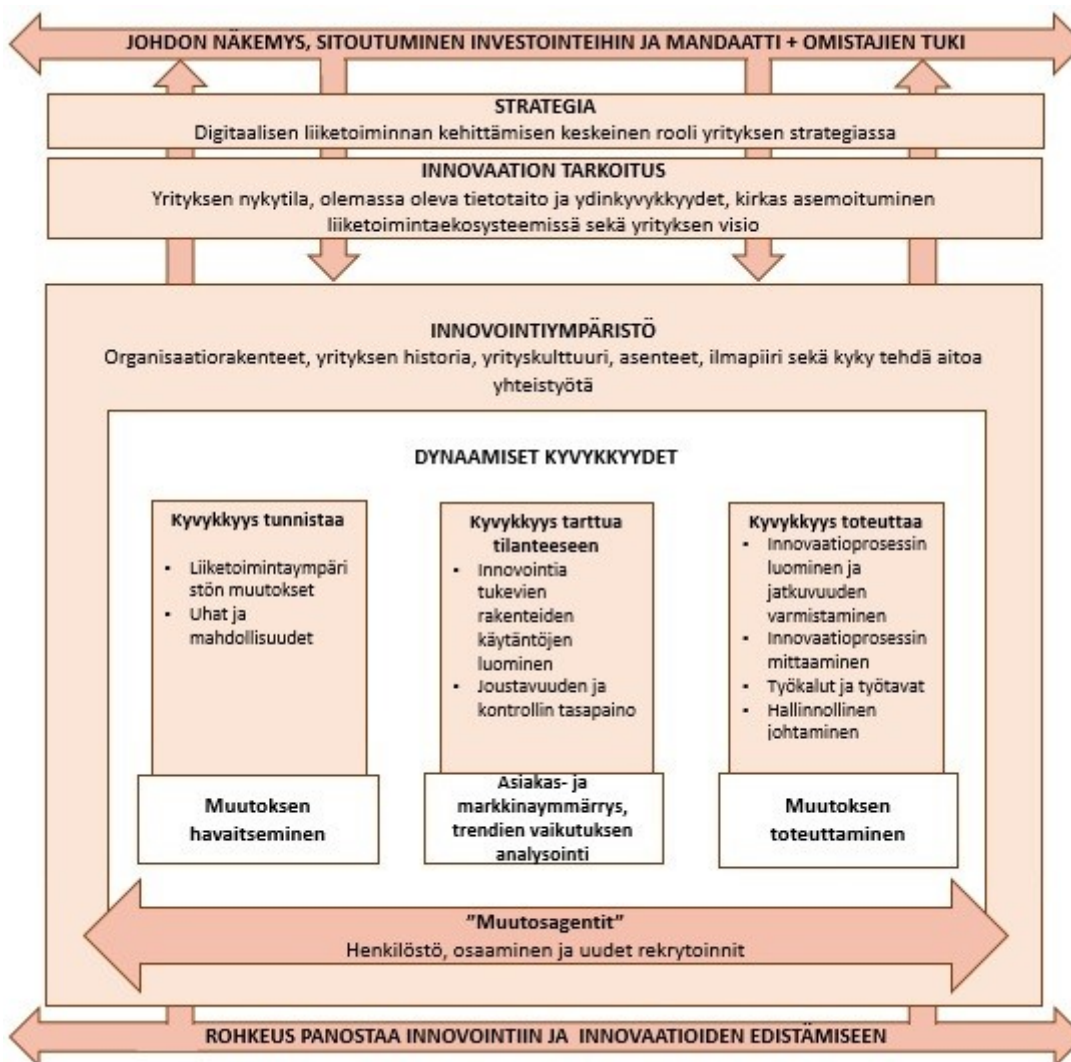 JOHDON NÄKEMYS, SITOUTUMINEN INVESTOINTEIHIN JA MANDAATTI + OMISTAJIEN TUKI
STRATEGIA
Digitaalisen liiketoiminnan kehittämisen keskeinen rooli yrityksen strategiassa
INNOVAATION TARKOITUS
Yrityksen nykytila, olemassa oleva tietotaito ja ydinkyvykkyydet, kirkas asemoituminen
liiketoimintaekosysteemissä sekä yrityksen visio
INNOVOINTIYMPÄRISTÖ
Organisaatiorakenteet, yrityksen historia, yrityskulttuuri, asenteet, ilmapiiri sekä kyky tehdä aitoa
yhteistyötä
DYNAAMISET KYVYKKYYDET
Kyvykkyys tunnistaa
▪ Liiketoimintaympäri
stön muutokset
▪ Uhat ja
mahdollisuudet
Muutoksen
havaitseminen
Kyvykkyys tarttua
tilanteeseen
▪ Innovointia
tukevien
rakenteiden
käytäntöjen
luominen
▪ Joustavuuden ja
kontrollin tasapaino
Asiakas- ja
markkinaymmärrys,
trendien vaikutuksen
analysointi
Kyvykkyys toteuttaa
▪ Innovaatioprosessin
luominen ja
jatkuvuuden
varmistaminen
▪ Innovaatioprosessin
mittaaminen
▪ Työkalut ja työtavat
▪ Hallinnollinen
johtaminen
Muutoksen
toteuttaminen
”Muutosagentit”
Henkilöstö, osaaminen ja uudet rekrytoinnit
ROHKEUS PANOSTAA INNOVOINTIIN JA INNOVAATIOIDEN EDISTÄMISEEN